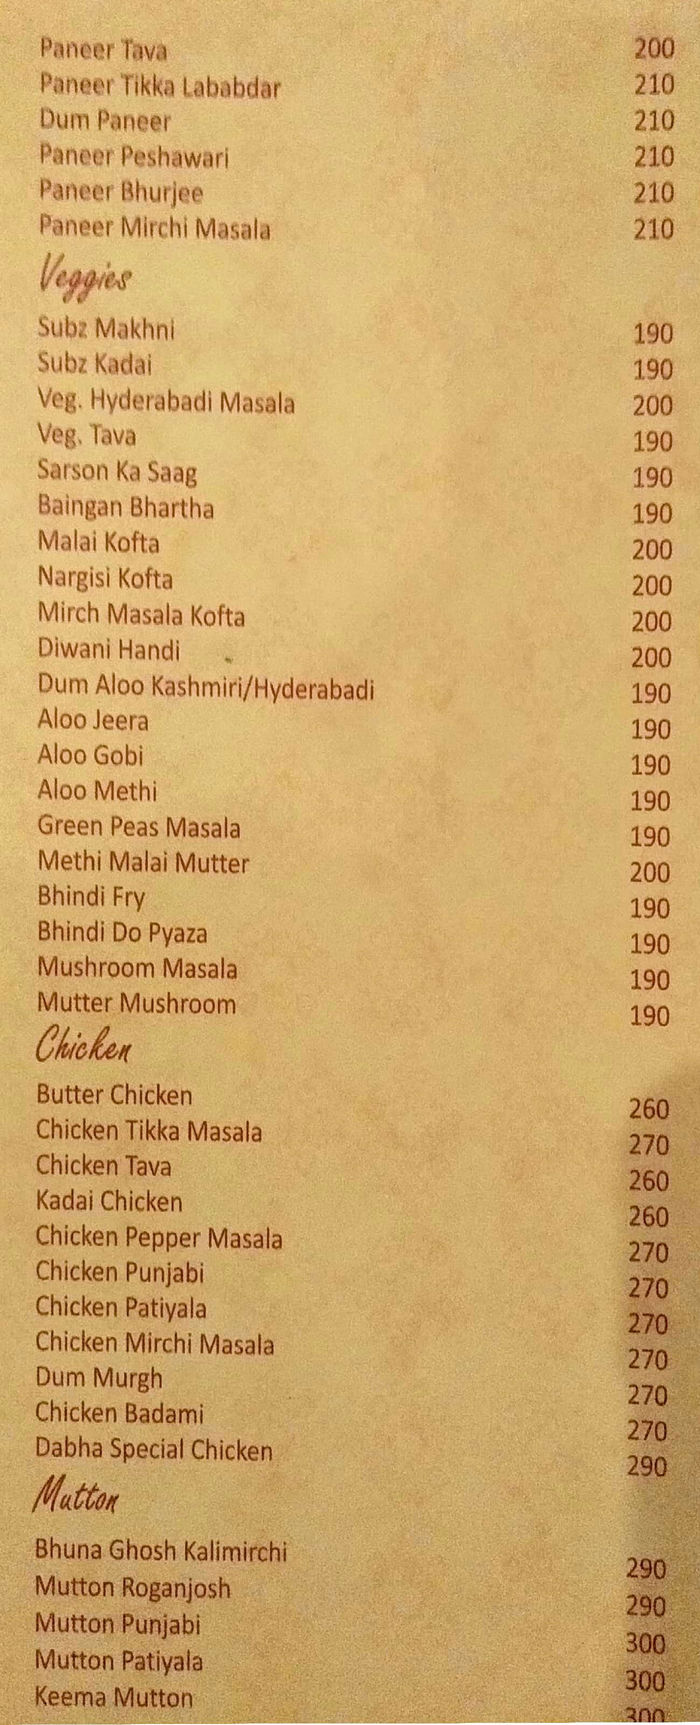 Paneer Tava 200
Paneer Tikka Lababdar 210
Dum Paneer 210
Paneer Peshawari 210
Paneer Bhurjee 210
Paneer Mirchi Masala 210
Veggies
Subz Makhni 190
Subz Kadai 190
Veg. Hyderabadi Masala 200
Veg. Tava 190
Sarson Ka Saag 190
Baingan Bhartha 190
Malai Kofta 200
Nargisi Kofta 200
Mirch Masala Kofta 200
Diwani Handi 200
Dum Aloo Kashmiri/Hyderabadi 190
Aloo Jeera 190
Aloo Gobi 190
Aloo Methi 190
Green Peas Masala 190
Methi Malai Mutter 200
Bhindi Fry 190
Bhindi Do Pyaza 190
Mushroom Masala 190
Mutter Mushroom 190
Chicken
Butter Chicken 260
Chicken Tikka Masala 270
Chicken Tava 260
Kadai Chicken 260
Chicken Pepper Masala 270
Chicken Punjabi 270
Chicken Patiyala 270
Chicken Mirchi Masala 270
Dum Murgh 270
Chicken Badami 270
Dabha Special Chicken 290
Mutton
Bhuna Ghosh Kalimirchi 290
Mutton Roganjosh 290
Mutton Punjabi 300
Mutton Patiyala 300
Keema Mutton 300